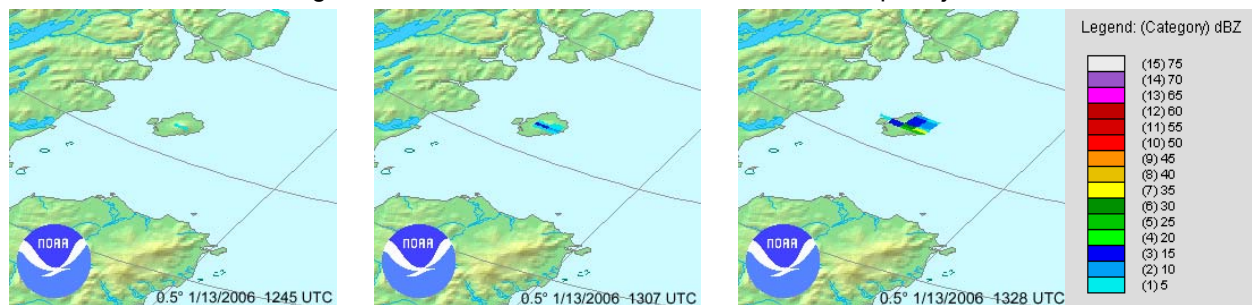 NOAA
0.5° 1/13/2006 1245 UTC
NOAA
0.5° 1/13/2006 1307 UTC
NOAA
0.5° 1/13/2006 1328 UTC
Legend: (Category) dBZ
(15) 75
(14) 70
(13) 65
(12) 60
(11) 55
(10) 50
(9) 45
(8) 40
(7) 35
(6) 30
(5) 25
(4) 20
(3) 15
(2) 10
(1) 5